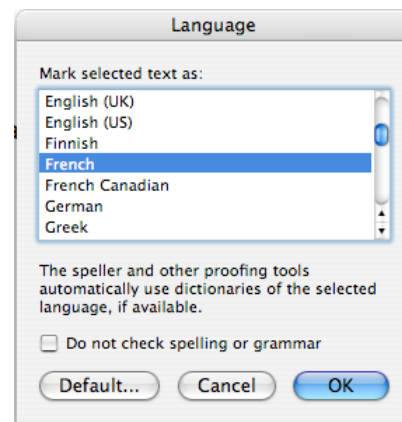 Language
Mark selected text as:
English (UK)
English (US)
Finnish
French
French Canadian
German
Greek
The speller and other proofing tools
automatically use dictionaries of the selected
language, if available.
Do not check spelling or grammar
Default... Cancel OK